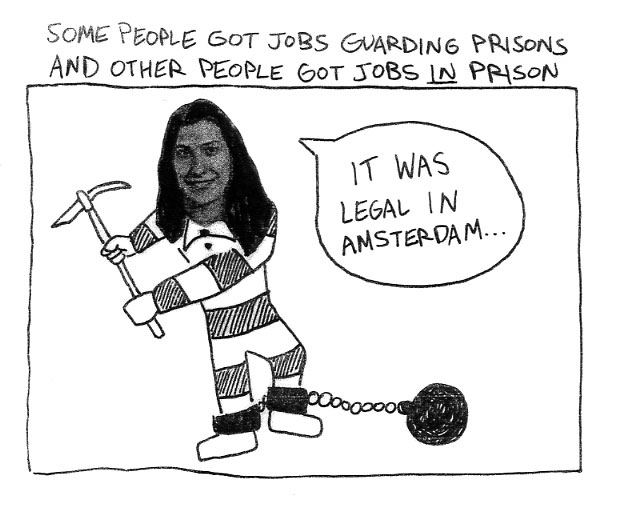 SOME PEOPLE GOT JOBS GUARDING PRISONS
AND OTHER PEOPLE GOT JOBS IN PRISON
IT WAS
LEGAL IN
AMSTERDAM...